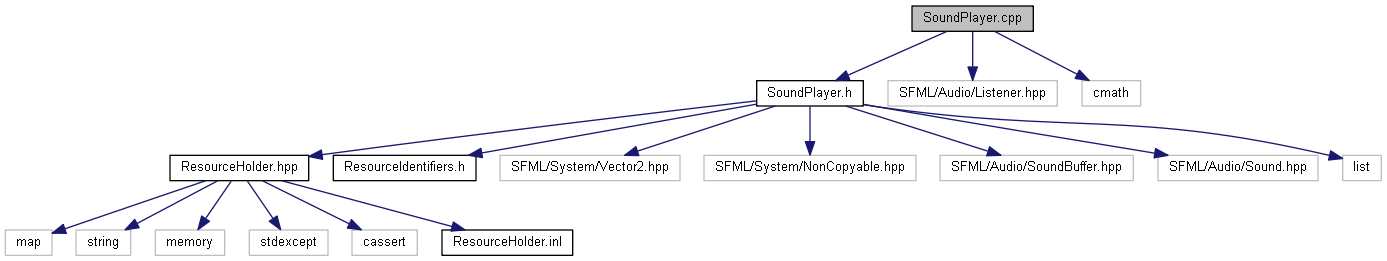 SoundPlayer.cpp
SoundPlayer.h
SFML/Audio/Listener.hpp
cmath
ResourceHolder.hpp
ResourceIdentifiers.h
SFML/System/Vector2.hpp
SFML/System/NonCopyable.hpp
SFML/Audio/SoundBuffer.hpp
SFML/Audio/Sound.hpp
list
map
string
memory
stdexcept
cassert
ResourceHolder.inl